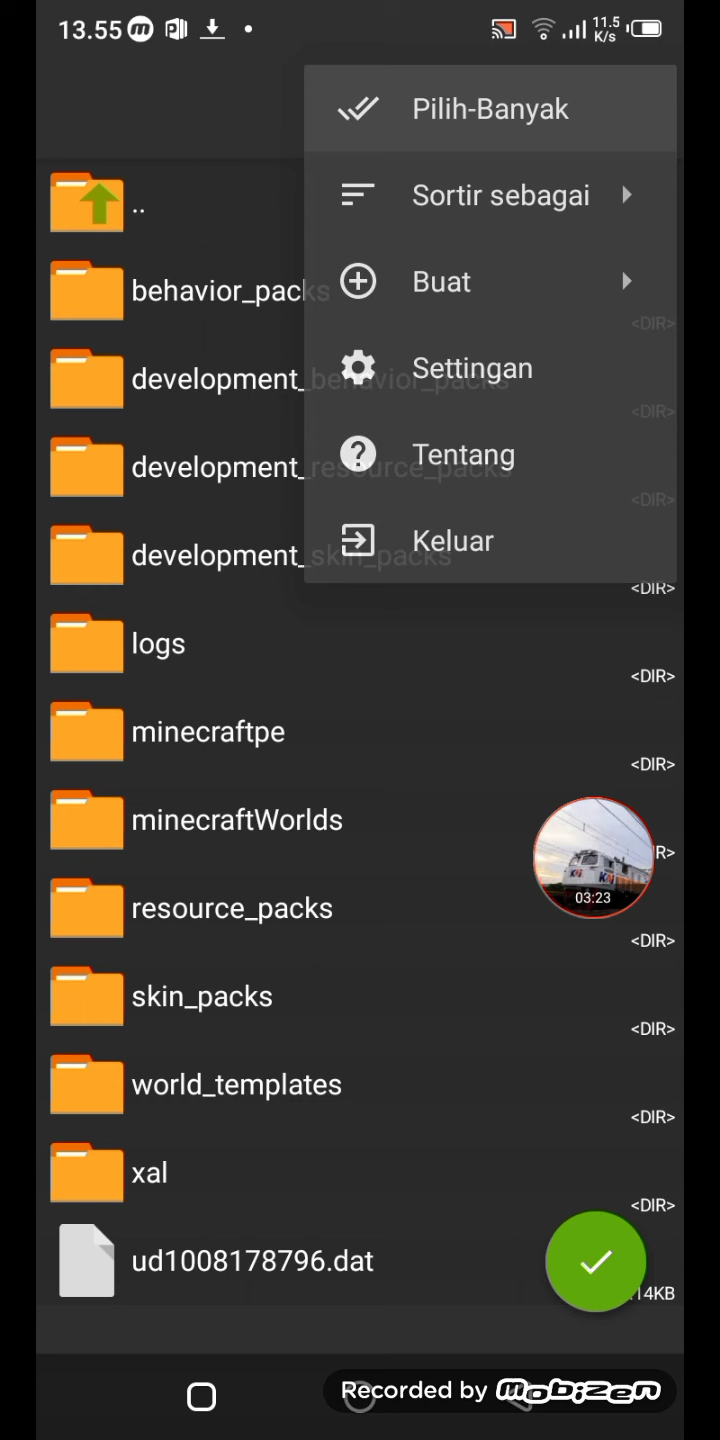 13.55
11.5
K/s
Pilih-Banyak
..
Sortir sebagai
behavior_packs
Buat
<DIR>
development_behavior_packs
Settingan
<DIR>
development_resource_packs
Tentang
<DIR>
development_skin_packs
Keluar
<DIR>
logs
<DIR>
minecraftpe
<DIR>
minecraftWorlds
R>
03:23
resource_packs
<DIR>
skin_packs
<DIR>
world_templates
<DIR>
xal
<DIR>
ud1008178796.dat
14KB
Recorded by mobizen